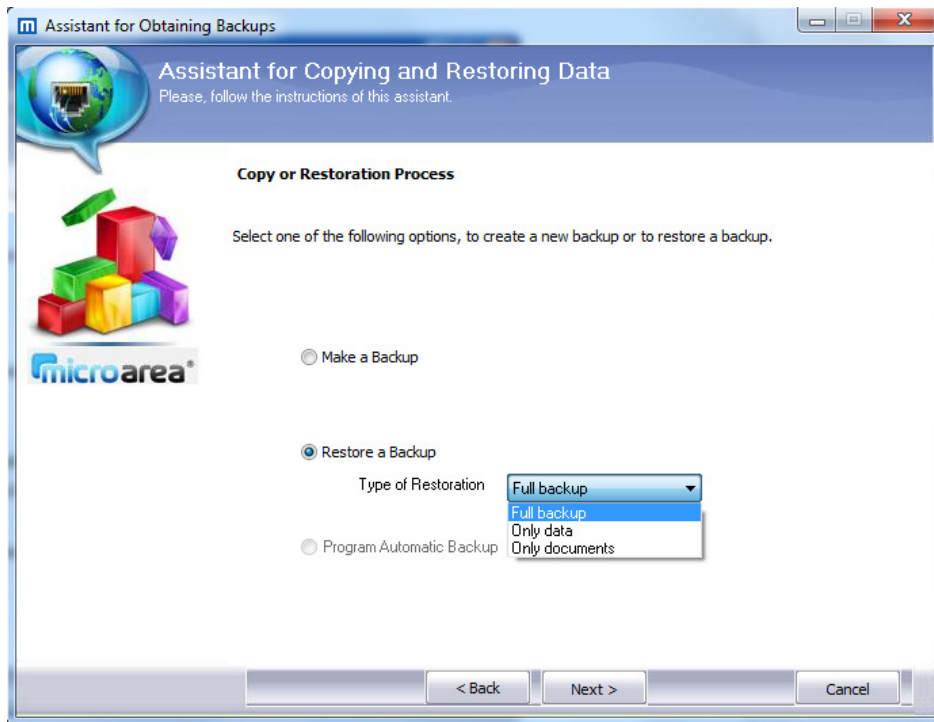 Assistant for Obtaining Backups
Assistant for Copying and Restoring Data
Please, follow the instructions of this assistant.
Copy or Restoration Process
Select one of the following options, to create a new backup or to restore a backup.
microarea®
Make a Backup
Restore a Backup
Type of Restoration Full backup
Full backup
Only data
Program Automatic Backup Only documents
< Back Next > Cancel